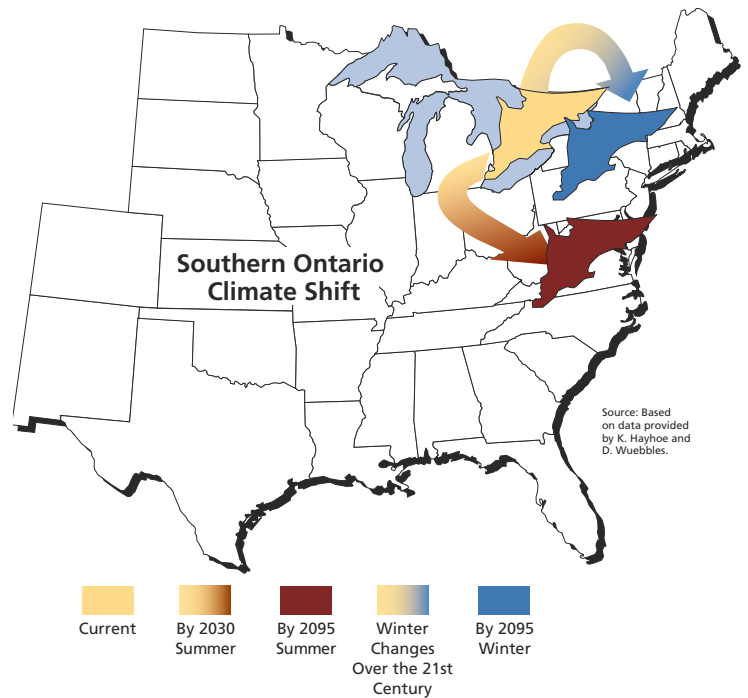 Southern Ontario
Climate Shift
Source: Based
on data provided
by K. Hayhoe and
D. Wuebbles.
Current
By 2030
Summer
By 2095
Summer
Winter
Changes
Over the 21st
Century
By 2095
Winter